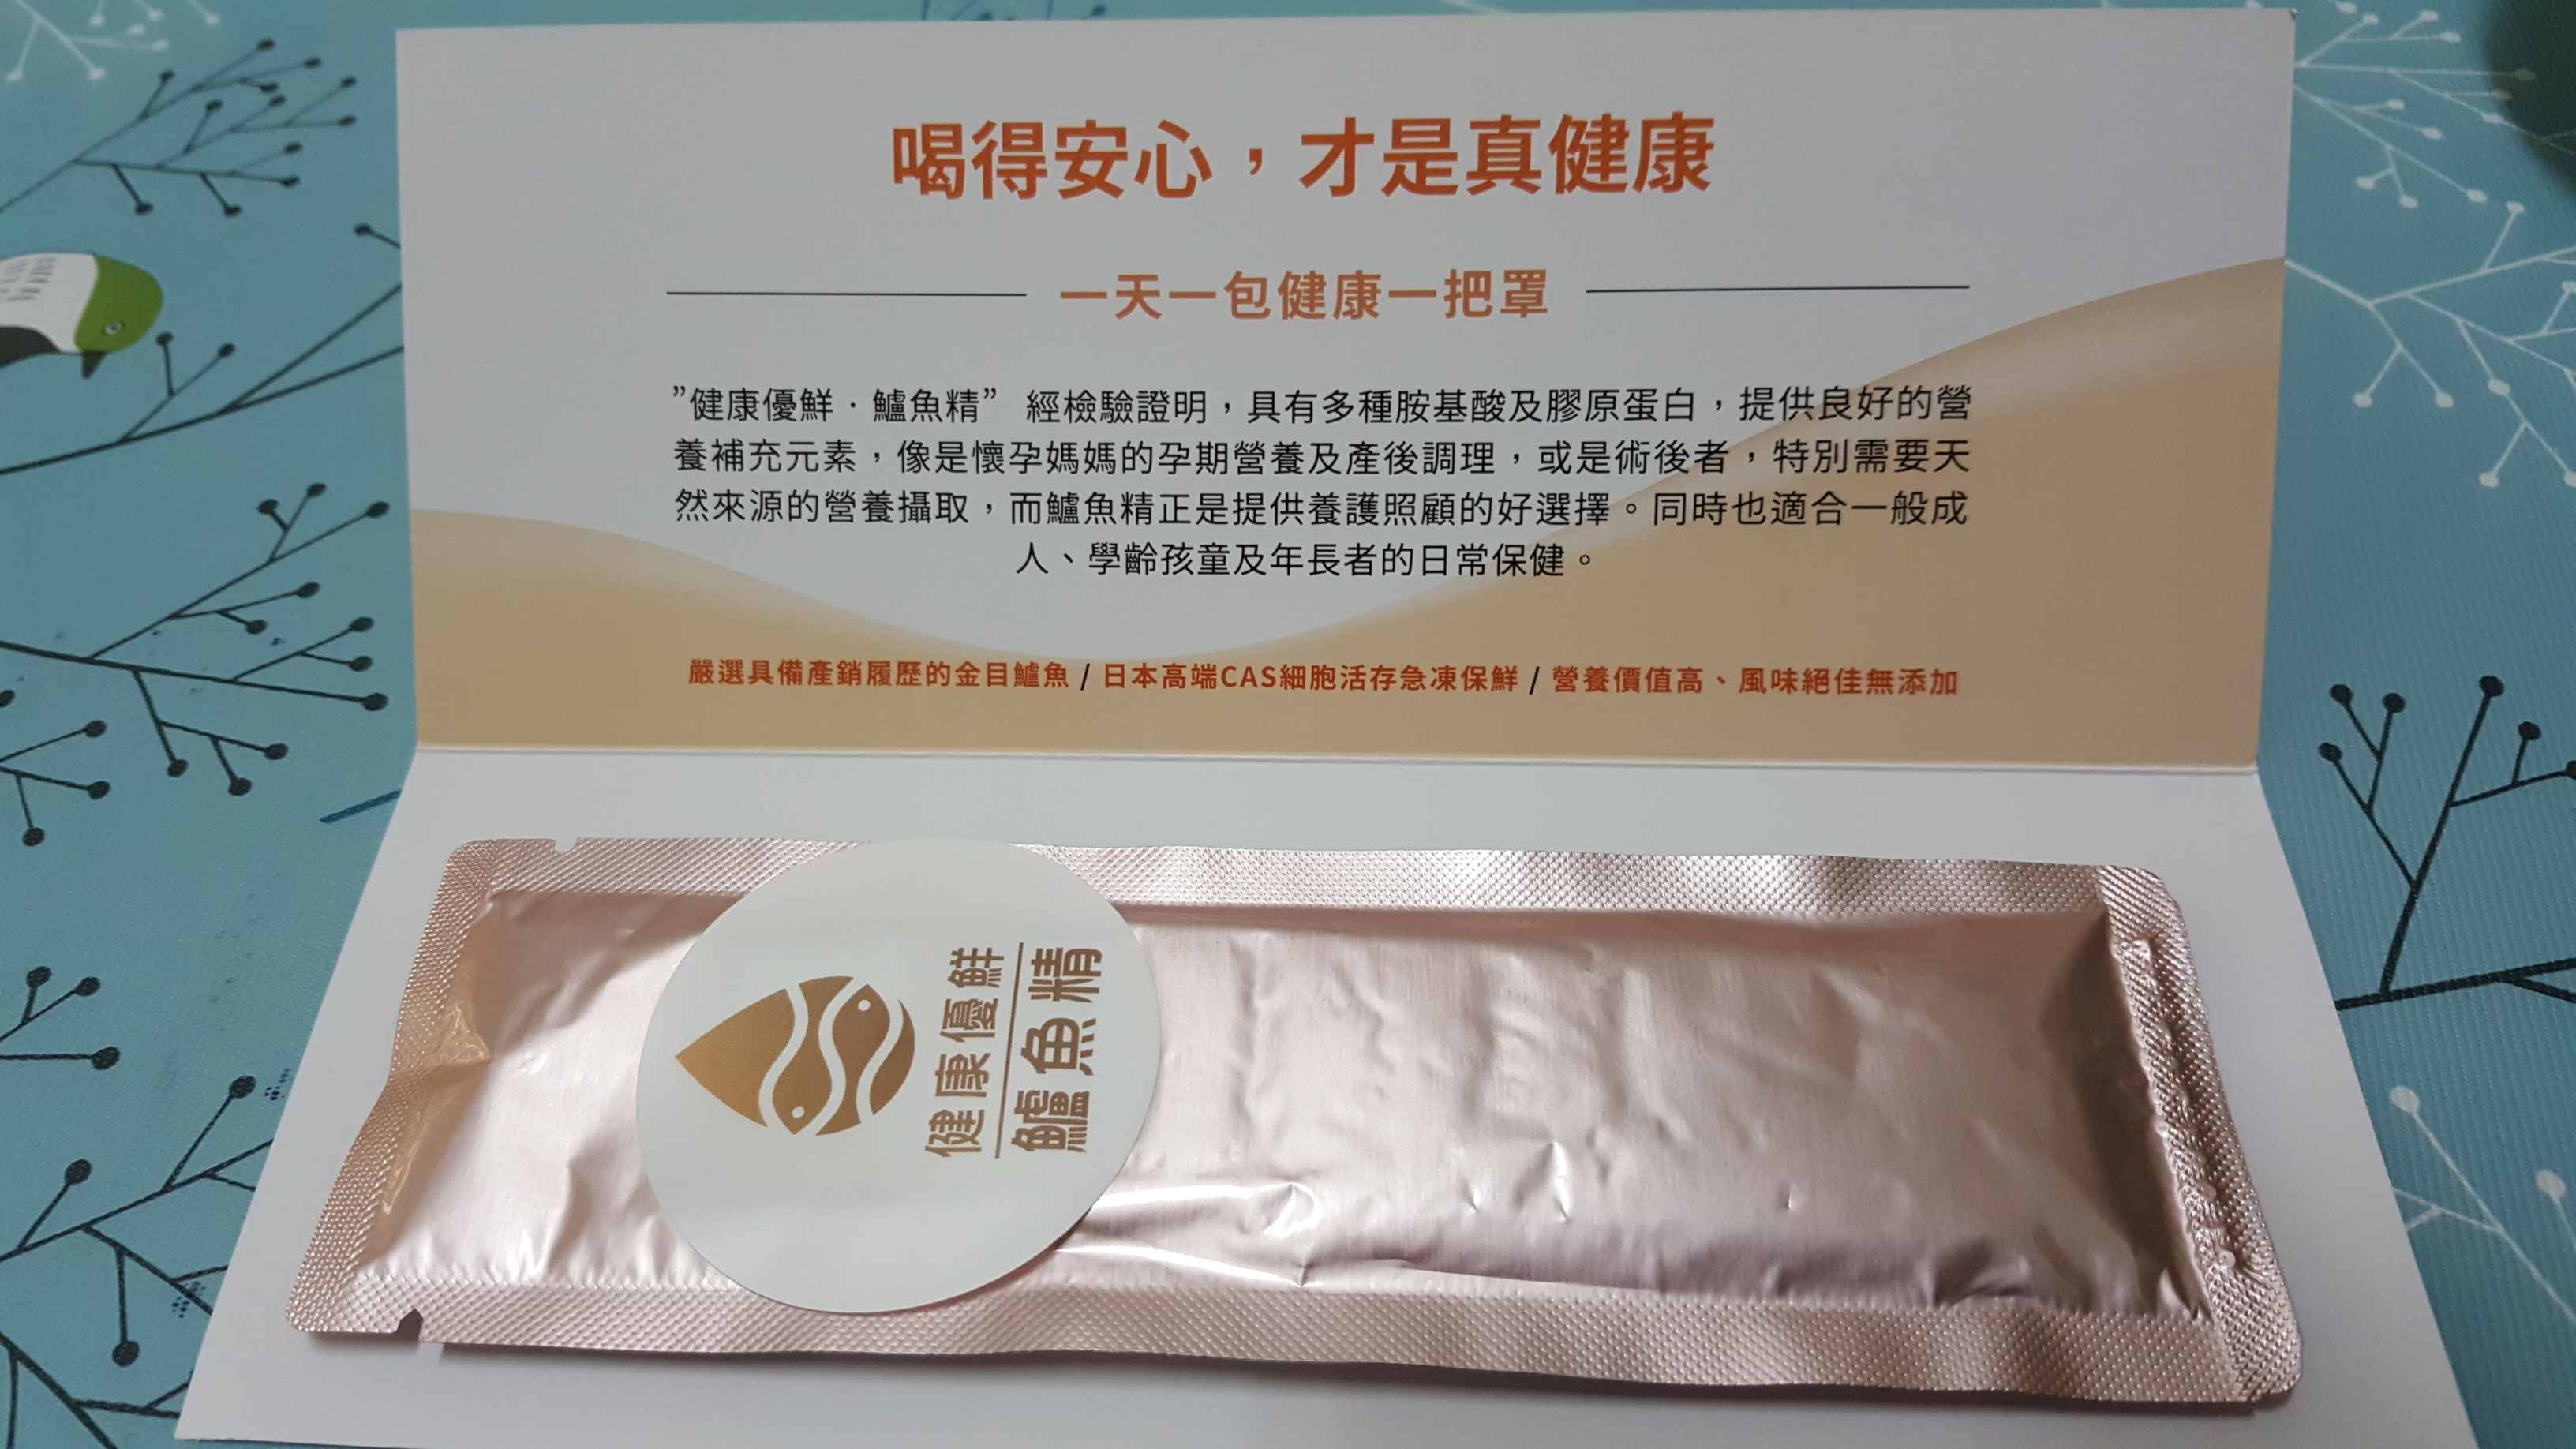 喝得安心，才是真健康
一天一包健康一把罩
”健康優鮮·鱸魚精” 經檢驗證明，具有多種胺基酸及膠原蛋白，提供良好的營
養補充元素，像是懷孕媽媽的孕期營養及產後調理，或是術後者，特別需要天
然來源的營養攝取，而鱸魚精正是提供養護照顧的好選擇。同時也適合一般成
人、學齡孩童及年長者的日常保健。
嚴選具備產銷履歷的金目鱸魚 / 日本高端CAS細胞活存急凍保鮮 / 營養價值高、風味絕佳無添加
健康優鮮
鱸魚精